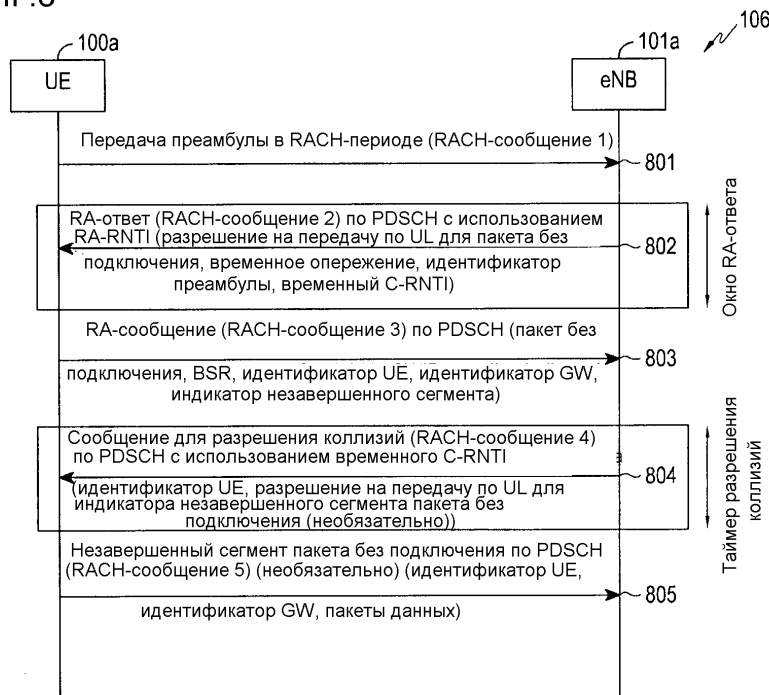 106
100a
101a
UE
eNB
Передача преамбулы в RACH-периоде (RACH-сообщение 1)
801
RA-ответ (RACH-сообщение 2) по PDSCH с использованием
RA-RNTI (разрешение на передачу по UL для пакета без
802
подключения, временное опережение, идентификатор
преамбулы, временный C-RNTI)
Окно RA-ответа
RA-сообщение (RACH-сообщение 3) по PDSCH (пакет без
803
подключения, BSR, идентификатор UE, идентификатор GW,
индикатор незавершенного сегмента)
Сообщение для разрешения коллизий (RACH-сообщение 4)
по PDSCH с использованием временного C-RNTI
804
(идентификатор UE, разрешение на передачу по UL для
индикатора незавершенного сегмента пакета без
подключения (необязательно))
Таймер разрешения
коллизий
Незавершенный сегмент пакета без подключения по PDSCH
(RACH-сообщение 5) (необязательно) (идентификатор UE,
805
идентификатор GW, пакеты данных)